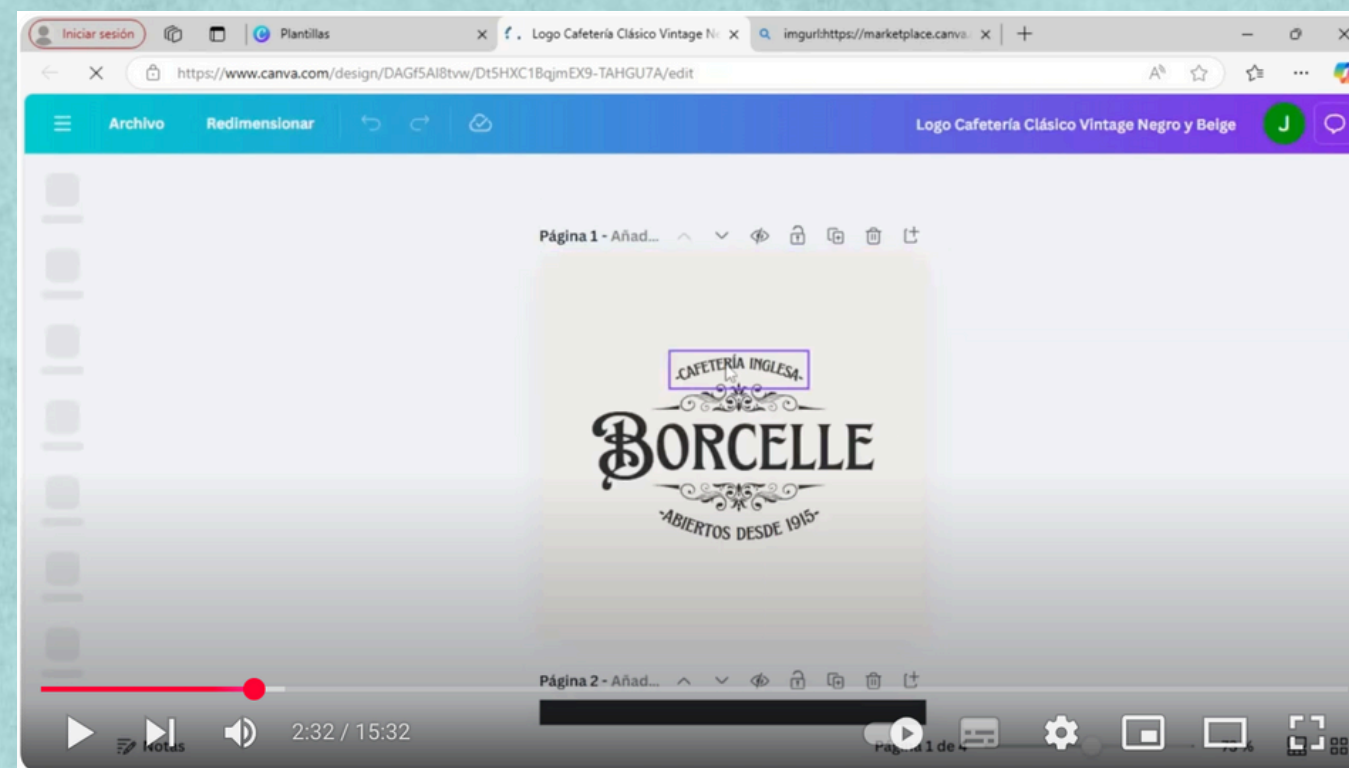 Iniciar sesión
Plantillas
Logo Cafetería Clásico Vintage Ne
imgurl:https://marketplace.canva.
https://www.canva.com/design/DAGf5Al8tvw/Dt5HXC1BqjmEX9-TAHGU7A/edit
Archivo
Redimensionar
Logo Cafetería Clásico Vintage Negro y Beige
J
Página 1 - Añad...
-CAFETERÍA INGLESA-
BORCELLE
-ABIERTOS DESDE 1915-
Página 2 - Añad...
2:32 / 15:32
Notas
Página 1 de 4